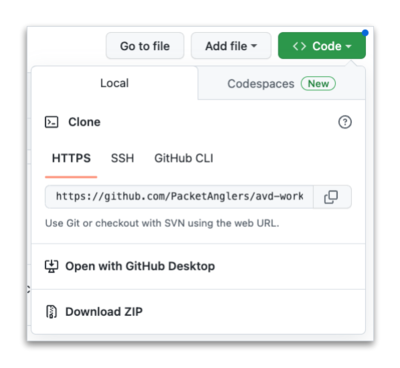 Go to file
Add file
<> Code
Local
Codespaces New
Clone
HTTPS SSH GitHub CLI
https://github.com/PacketAnglers/avd-work
Use Git or checkout with SVN using the web URL.
Open with GitHub Desktop
Download ZIP